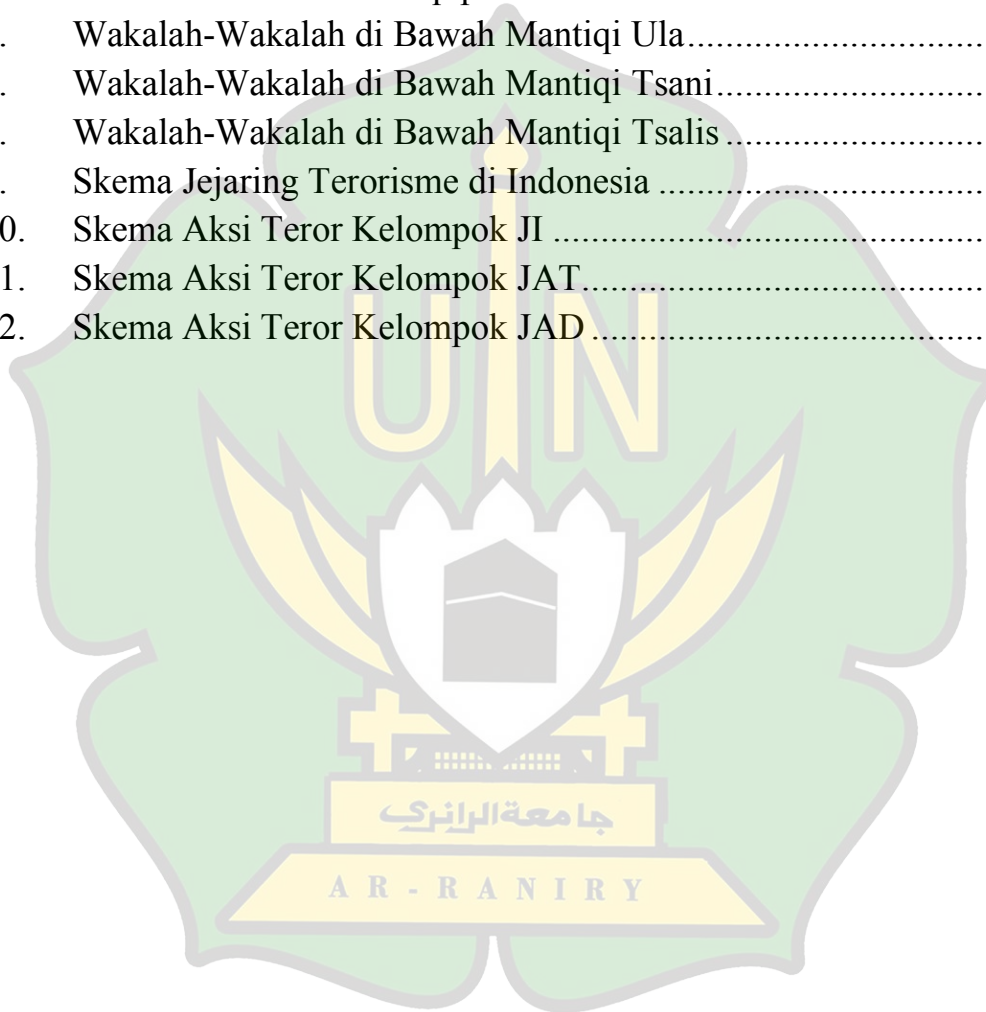 . Wakalah-Wakalah di Bawah Mantiqi Ula................................
. Wakalah-Wakalah di Bawah Mantiqi Tsani.............................
. Wakalah-Wakalah di Bawah Mantiqi Tsalis ............................
. Skema Jejaring Terorisme di Indonesia ...................................
0. Skema Aksi Teror Kelompok JI ..............................................
1. Skema Aksi Teror Kelompok JAT...........................................
2. Skema Aksi Teror Kelompok JAD ..........................................
UIN
جامعة الرانري
AR-RANIRY